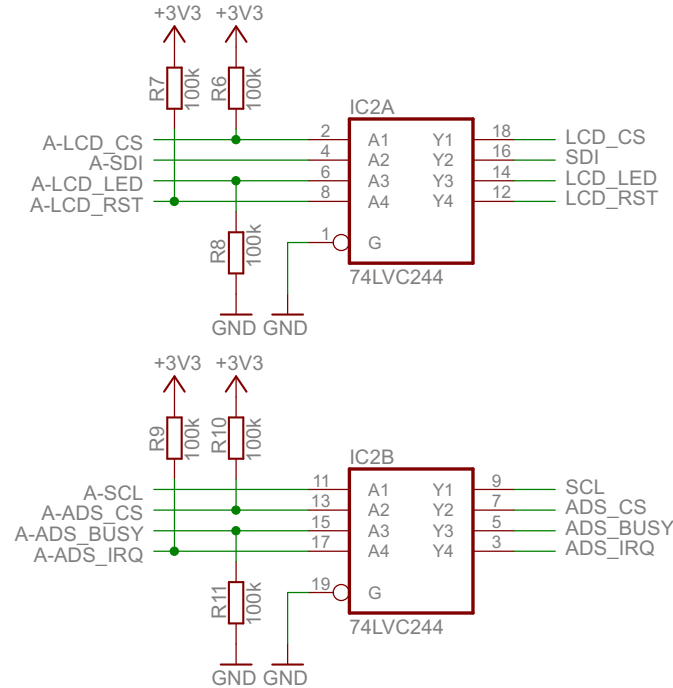 +3V3 +3V3
R7 100k R6 100k
IC2A
A-LCD_CS 2 A1 Y1 18 LCD_CS
A-SDI 4 A2 Y2 16 SDI
A-LCD_LED 6 A3 Y3 14 LCD_LED
A-LCD_RST 8 A4 Y4 12 LCD_RST
R8 100k
1 G
74LVC244
GND GND
+3V3 +3V3
R9 100k R10 100k
IC2B
A-SCL 11 A1 Y1 9 SCL
A-ADS_CS 13 A2 Y2 7 ADS_CS
A-ADS_BUSY 15 A3 Y3 5 ADS_BUSY
A-ADS_IRQ 17 A4 Y4 3 ADS_IRQ
R11 100k
19 G
74LVC244
GND GND